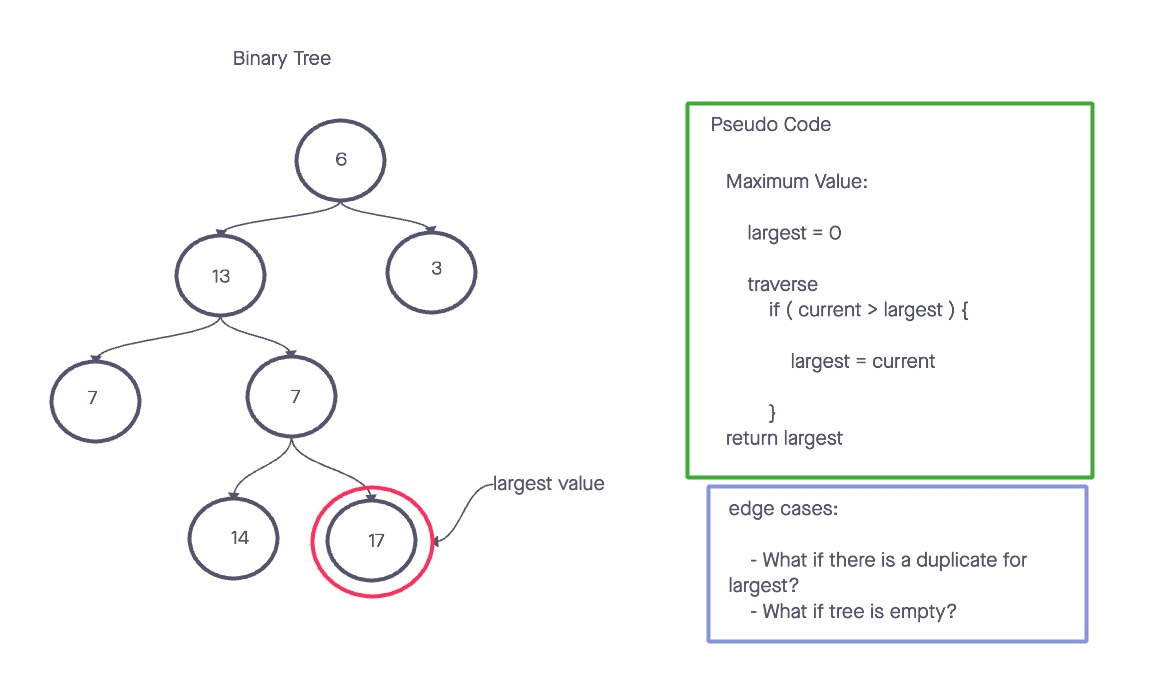 Binary Tree
6
13
3
7
7
14
17
largest value
Pseudo Code
Maximum Value:
largest = 0
traverse
if ( current > largest ) {
largest = current
}
return largest
edge cases:
- What if there is a duplicate for
largest?
- What if tree is empty?